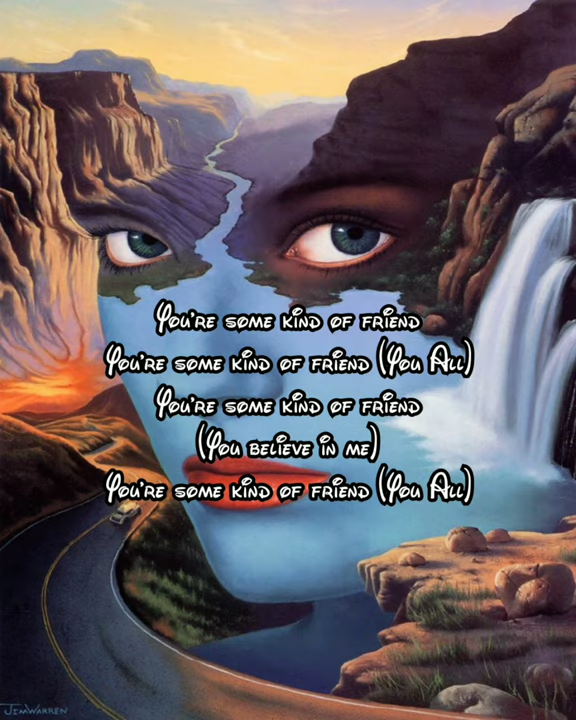 You're some kind of friend
You're some kind of friend (You All)
You're some kind of friend
(You believe in me)
You're some kind of friend (You All)
JimWarren